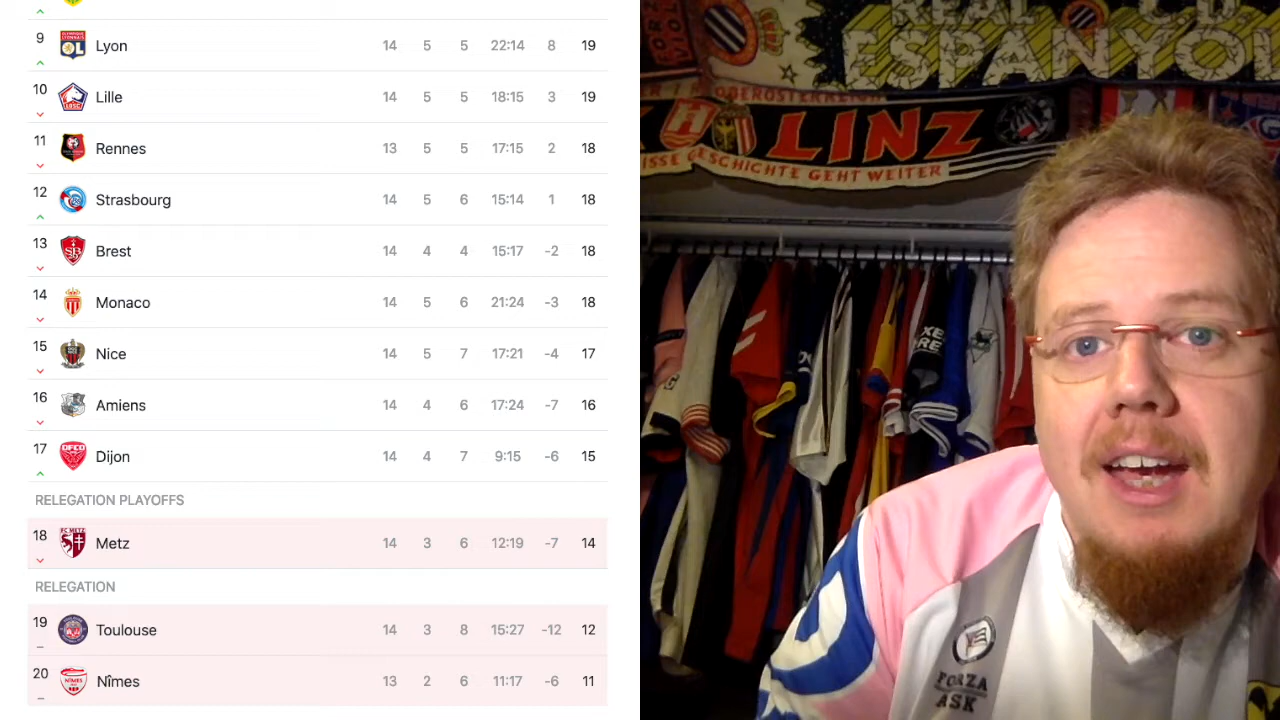 9 Lyon 14 5 5 22:14 8 19
10 Lille 14 5 5 18:15 3 19
11 Rennes 13 5 5 17:15 2 18
12 Strasbourg 14 5 6 15:14 1 18
13 Brest 14 4 4 15:17 -2 18
14 Monaco 14 5 6 21:24 -3 18
15 Nice 14 5 7 17:21 -4 17
16 Amiens 14 4 6 17:24 -7 16
17 Dijon 14 4 7 9:15 -6 15
RELEGATION PLAYOFFS
18 Metz 14 3 6 12:19 -7 14
RELEGATION
19 Toulouse 14 3 8 15:27 -12 12
20 Nîmes 13 2 6 11:17 -6 11
REAL C.D.
ESPANYOL
OBERÖSTERREICH
LINZ
GESCHICHTE GEHT WEITER
FORZA
ASK